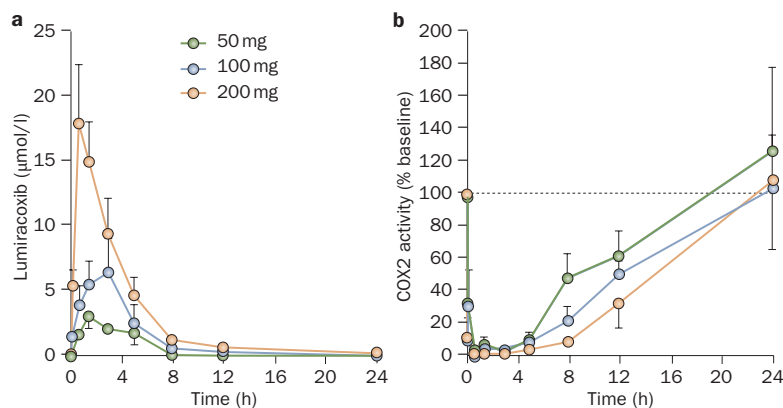 a
25
20
15
10
5
0
Lumiracoxib (µmol/l)
50 mg
100 mg
200 mg
0 4 8 12 16 20 24
Time (h)
b
200
180
160
140
120
100
80
60
40
20
0
COX2 activity (% baseline)
0 4 8 12 16 20 24
Time (h)